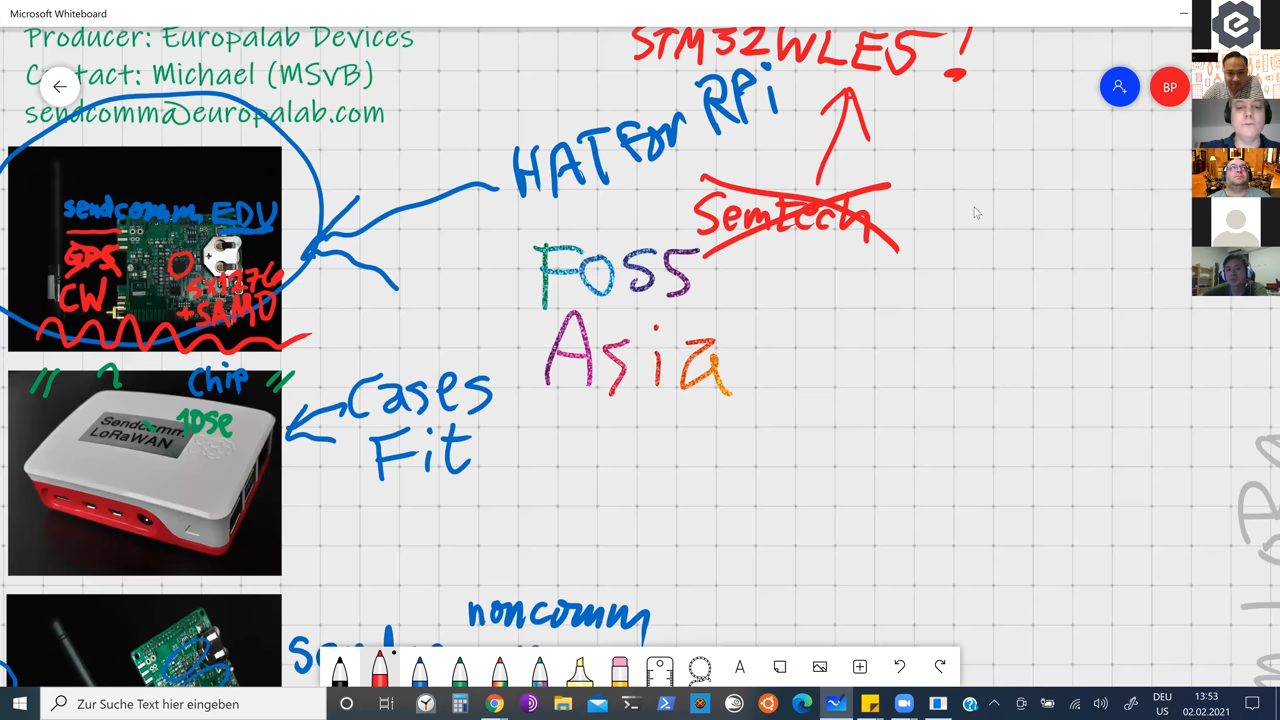 Microsoft Whiteboard
Producer: Europalab Devices
Contact: Michael (MSvB)
sendcomm@europalab.com
STM32WLE5!
HAT for RPi
Semtech
sendcomm EDU
GPS
CW
SX1276
+SAMD
FOSS
Asia
" ? Chip "
Sendcomm
LoRaWAN
10SE
Cases
Fit
noncomm
BP
A
Zur Suche Text hier eingeben
DEU
US
13:53
02.02.2021